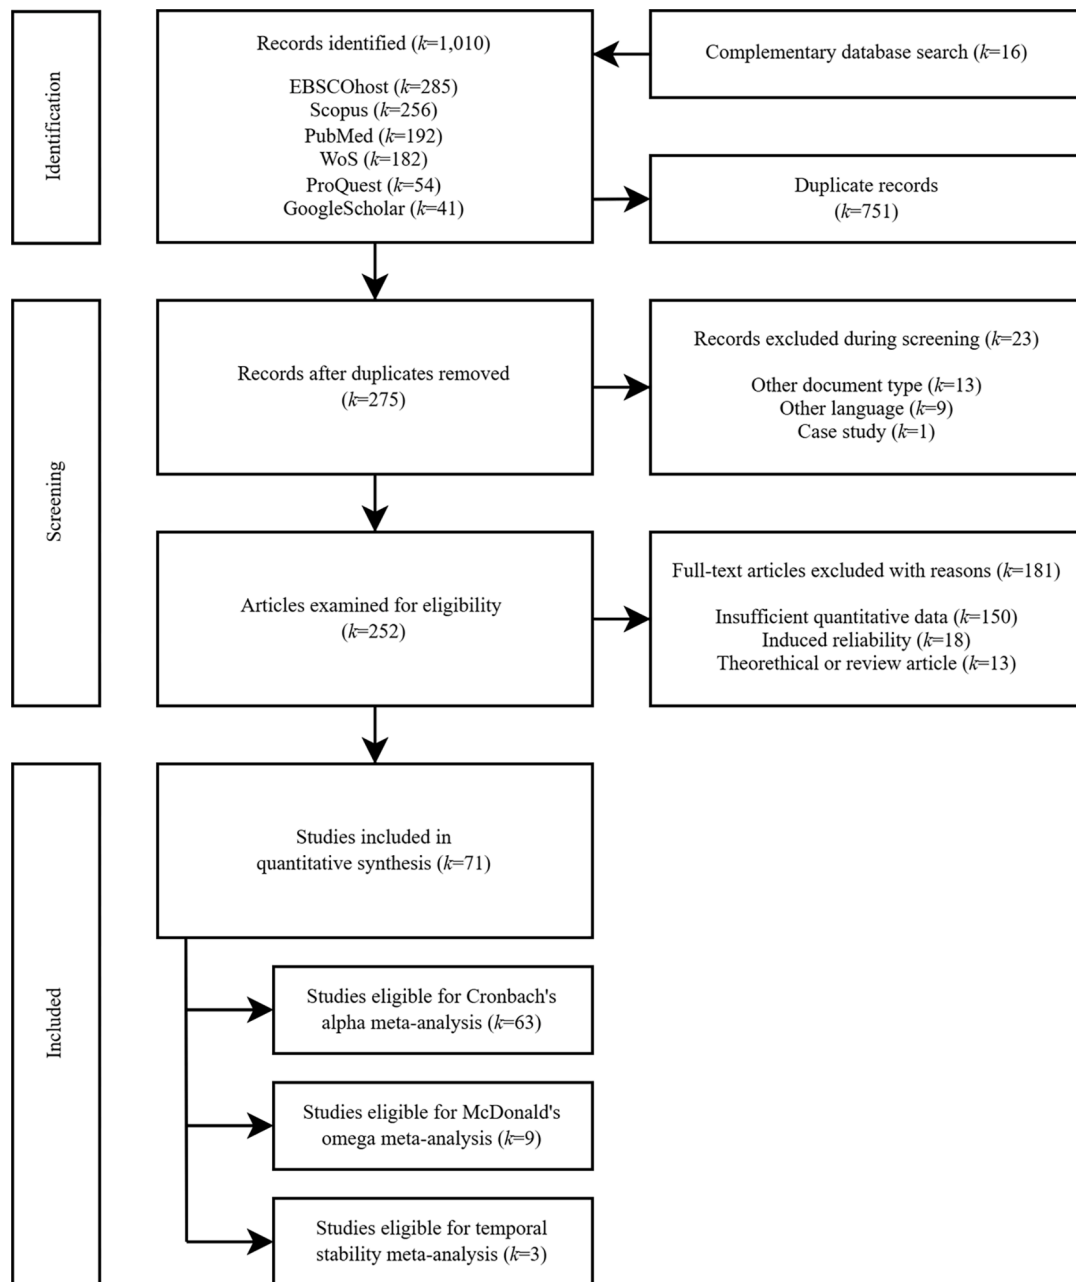 Identification
Records identified (k=1,010)
EBSCOhost (k=285)
Scopus (k=256)
PubMed (k=192)
WoS (k=182)
ProQuest (k=54)
GoogleScholar (k=41)
Complementary database search (k=16)
Duplicate records
(k=751)
Screening
Records after duplicates removed
(k=275)
Records excluded during screening (k=23)
Other document type (k=13)
Other language (k=9)
Case study (k=1)
Articles examined for eligibility
(k=252)
Full-text articles excluded with reasons (k=181)
Insufficient quantitative data (k=150)
Induced reliability (k=18)
Theorethical or review article (k=13)
Included
Studies included in
quantitative synthesis (k=71)
Studies eligible for Cronbach's
alpha meta-analysis (k=63)
Studies eligible for McDonald's
omega meta-analysis (k=9)
Studies eligible for temporal
stability meta-analysis (k=3)